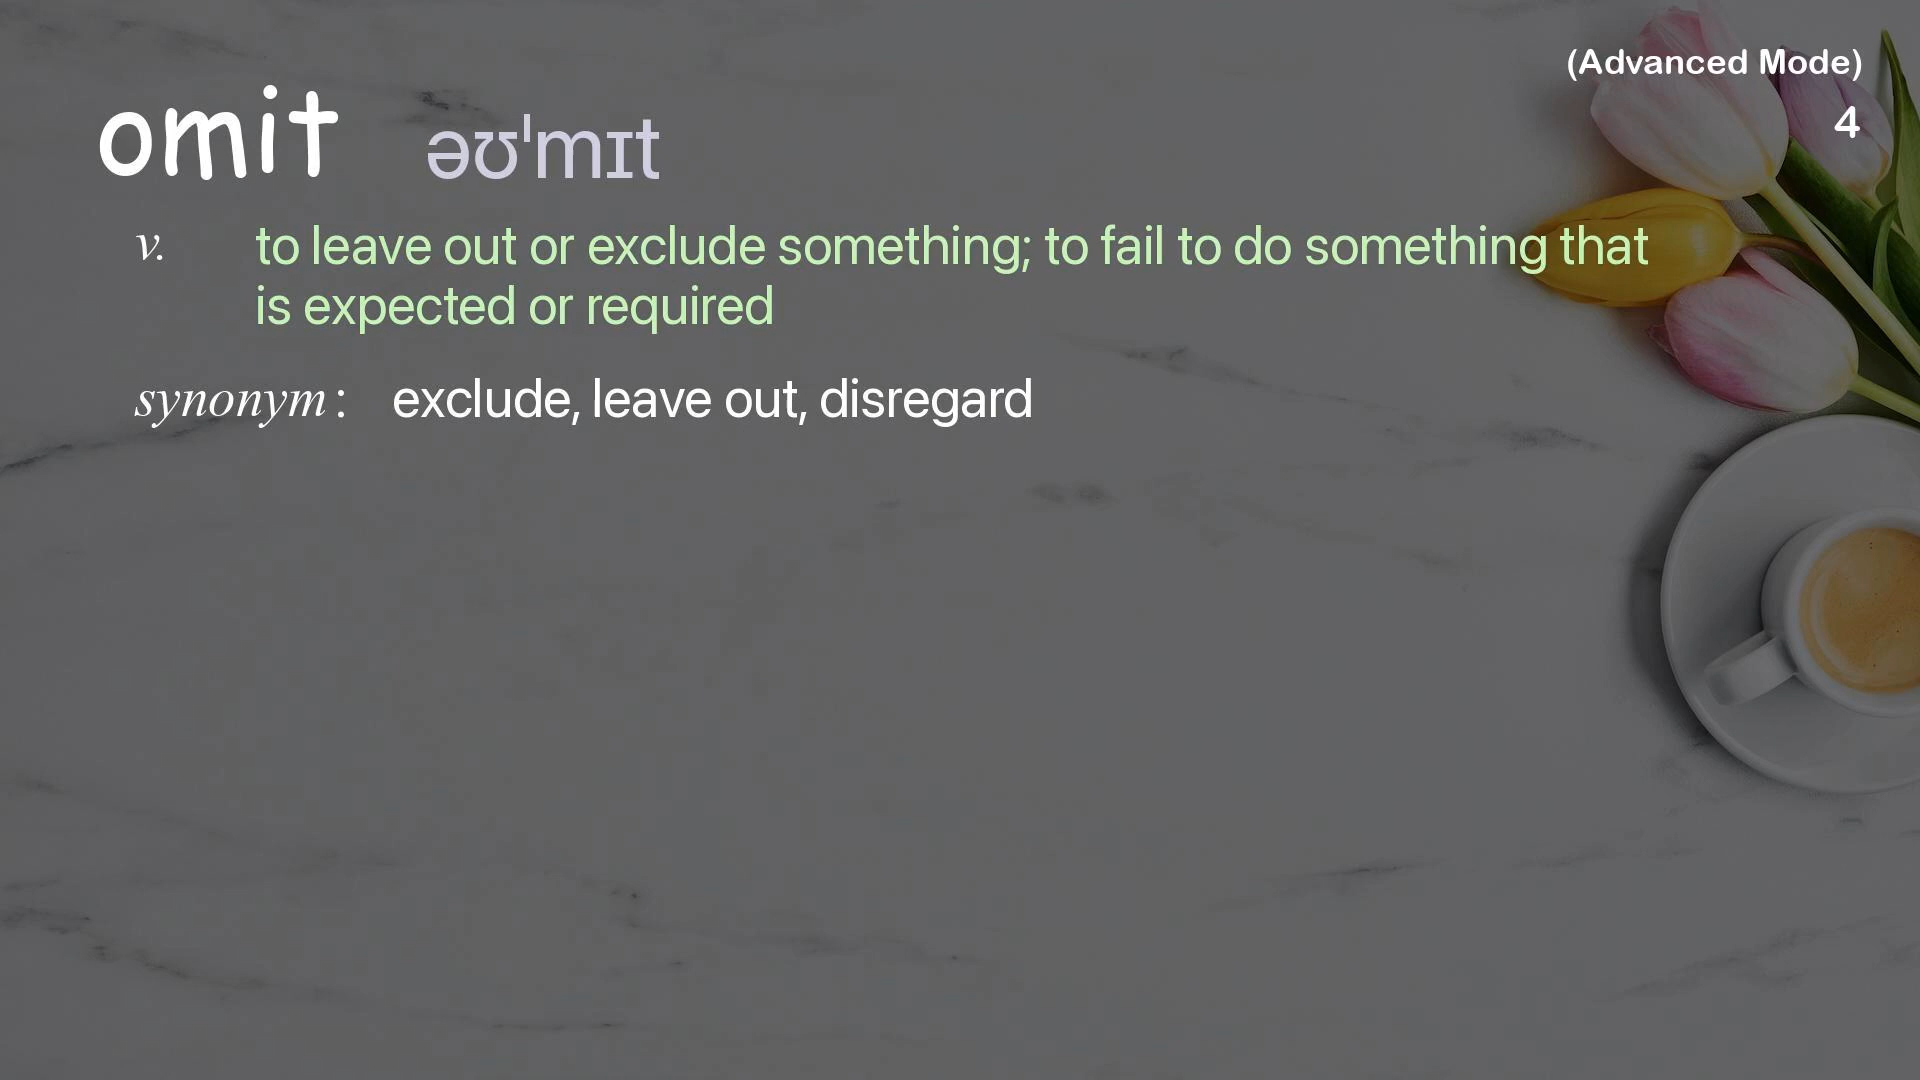 (Advanced Mode)
4
omit əʊˈmɪt
v. to leave out or exclude something; to fail to do something that
is expected or required
synonym : exclude, leave out, disregard